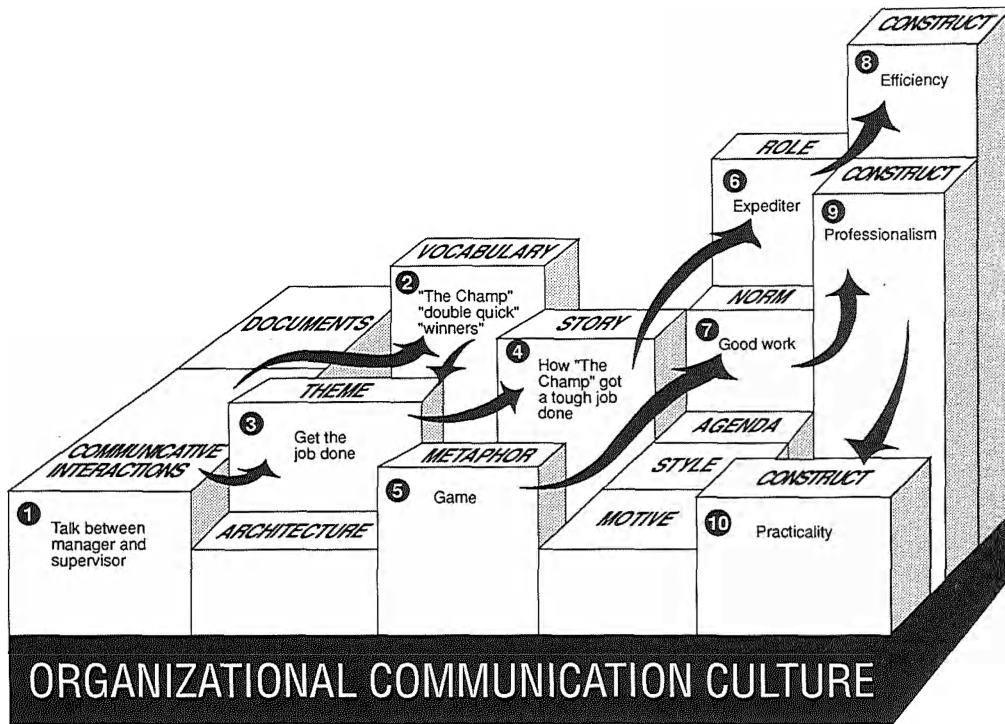 CONSTRUCT
8
Efficiency
ROLE
6
Expediter
CONSTRUCT
9
Professionalism
VOCABULARY
2
"The Champ"
"double quick"
"winners"
DOCUMENTS
NORM
7
Good work
STORY
4
How "The
Champ" got
a tough job
done
THEME
3
Get the
job done
AGENDA
COMMUNICATIVE
INTERACTIONS
1
Talk between
manager and
supervisor
METAPHOR
5
Game
STYLE
CONSTRUCT
10
Practicality
ARCHITECTURE
MOTIVE
ORGANIZATIONAL COMMUNICATION CULTURE